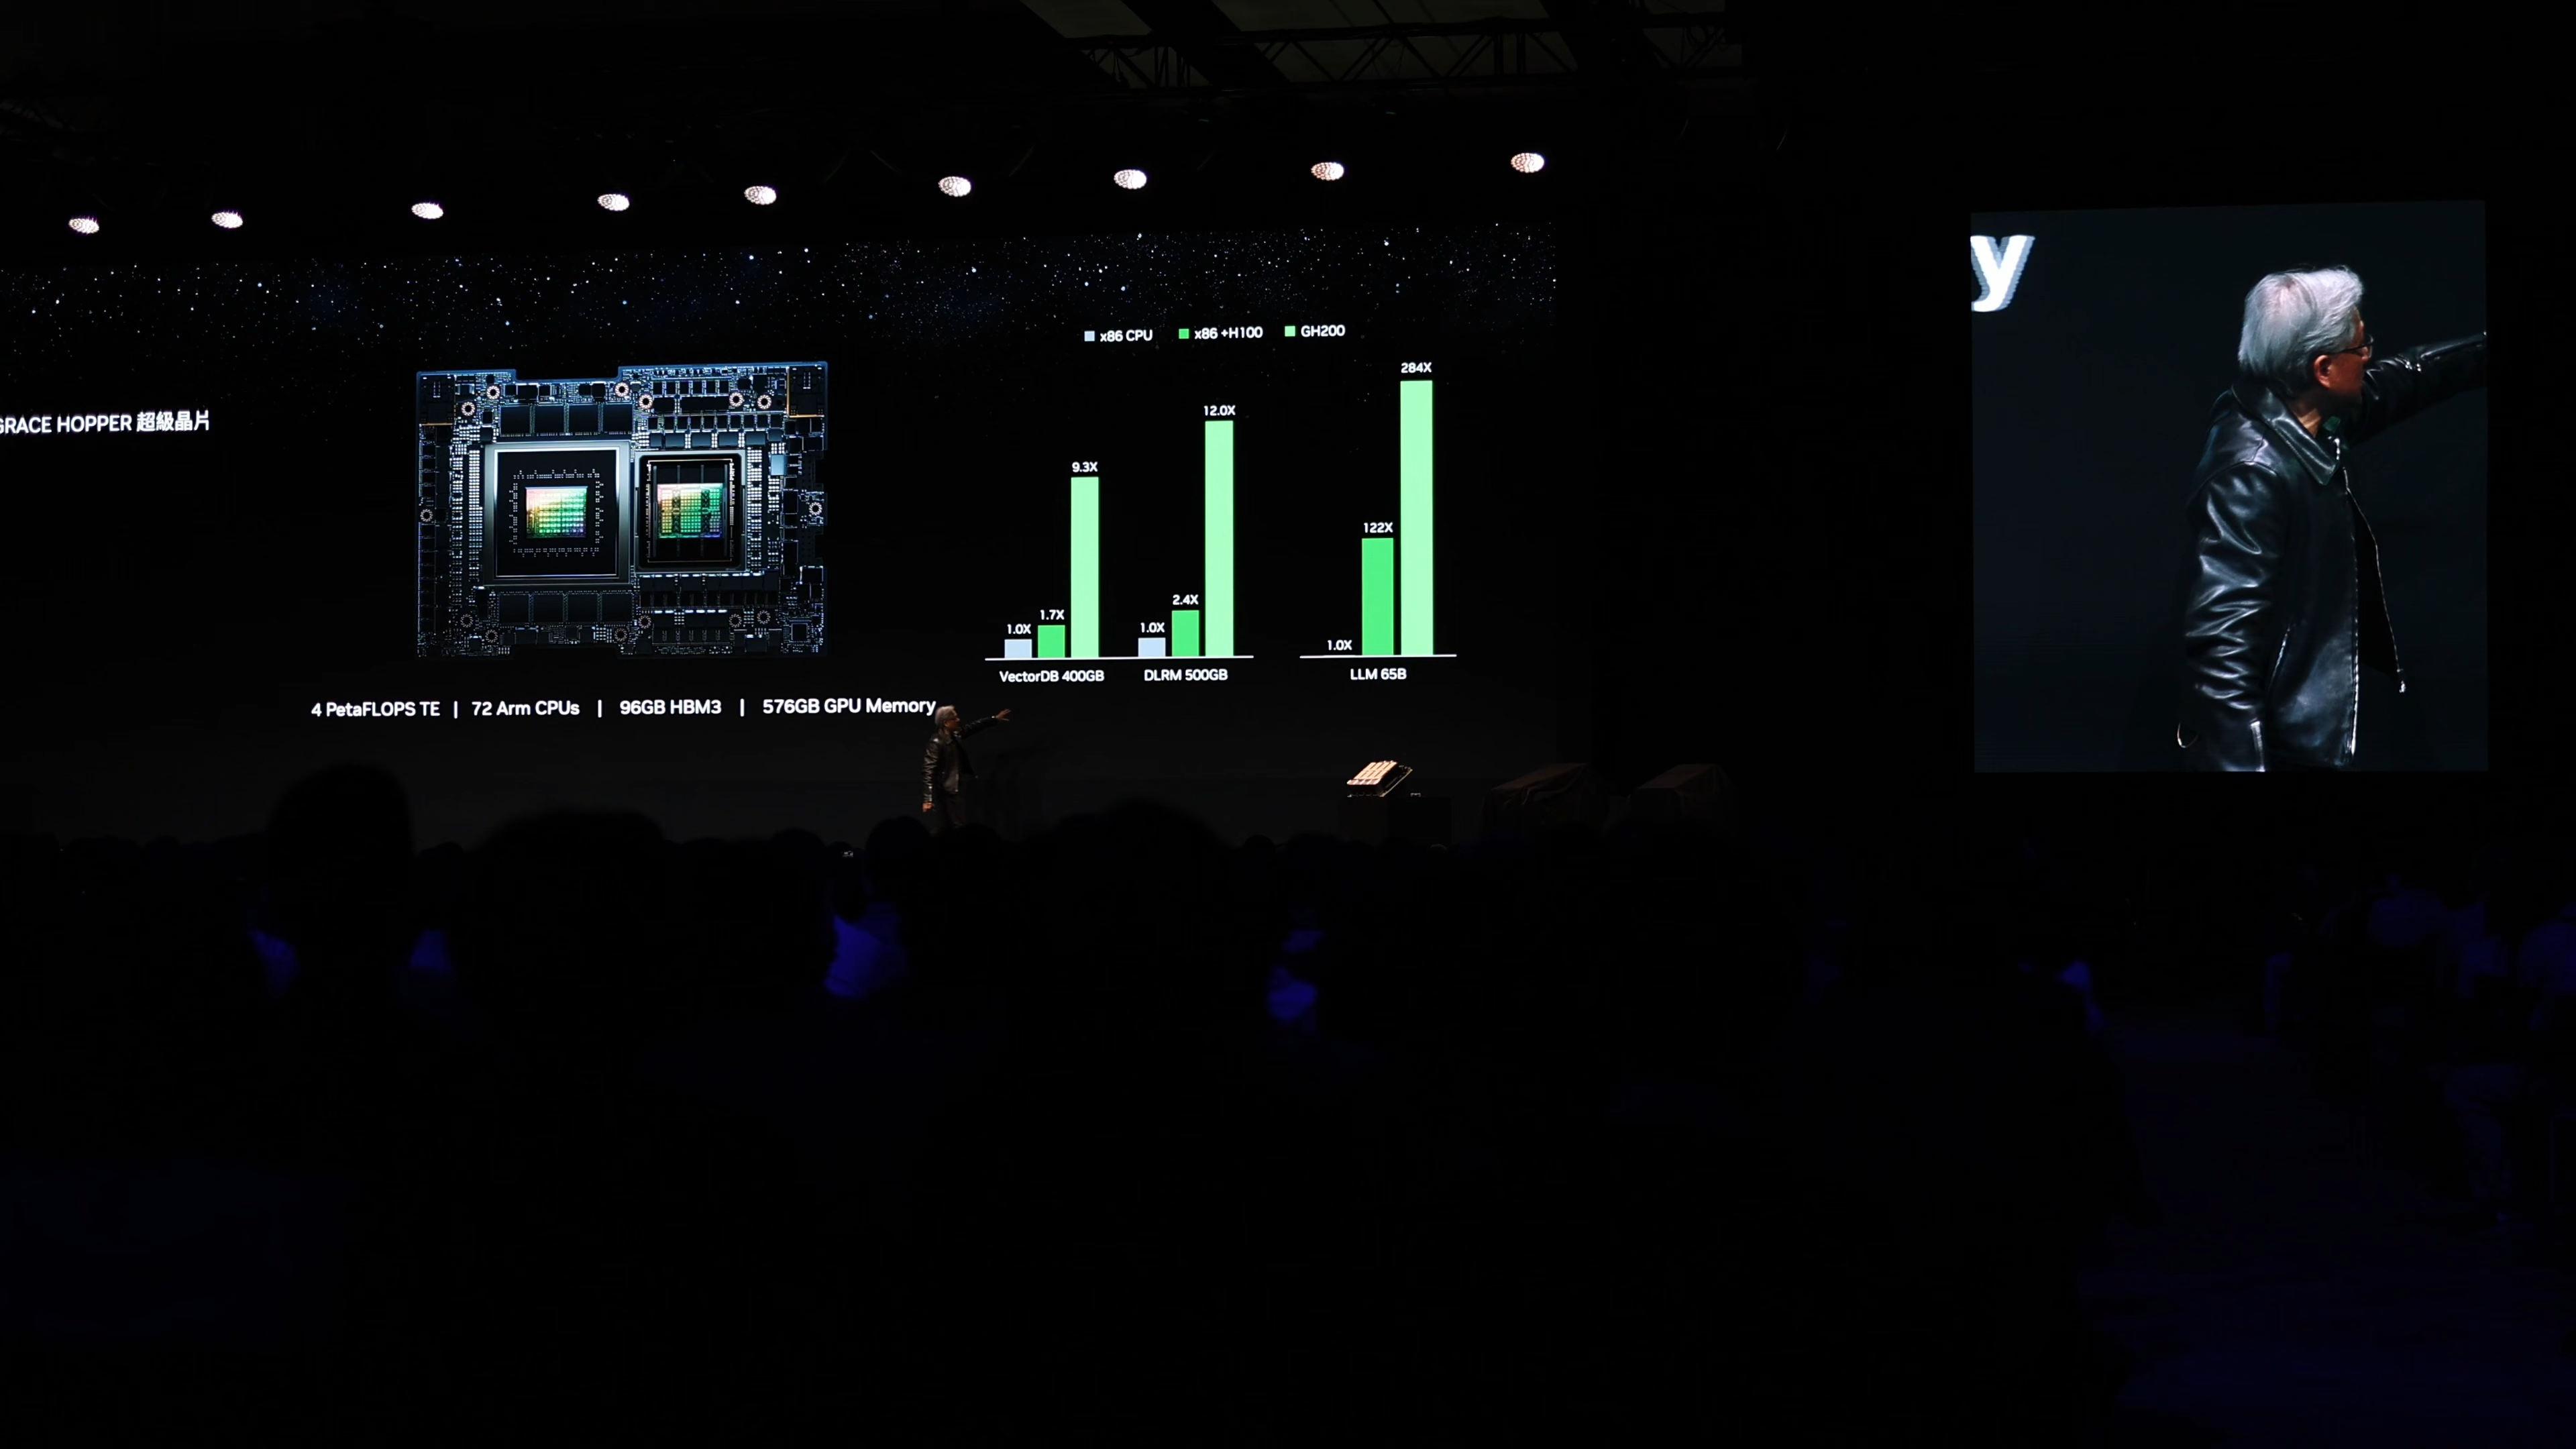 GRACE HOPPER 超級晶片
4 PetaFLOPS TE | 72 Arm CPUs | 96GB HBM3 | 576GB GPU Memory
x86 CPU x86 +H100 GH200
1.0X 1.7X 9.3X
VectorDB 400GB
1.0X 2.4X 12.0X
DLRM 500GB
1.0X 122X 284X
LLM 65B
y